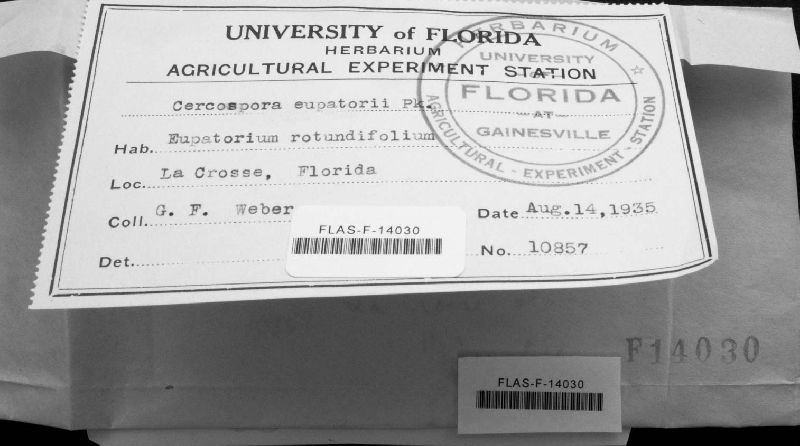 UNIVERSITY of FLORIDA
HERBARIUM
AGRICULTURAL EXPERIMENT STATION
Cercospora eupatorii Pk.
Hab. Eupatorium rotundifolium
Loc. La Crosse, Florida
Coll. G. F. Weber
Date Aug. 14, 1935
Det.
No. 10857
HERBARIUM
UNIVERSITY
OF
FLORIDA
AT
GAINESVILLE
AGRICULTURAL - EXPERIMENT - STATION
FLAS-F-14030
F14030
FLAS-F-14030